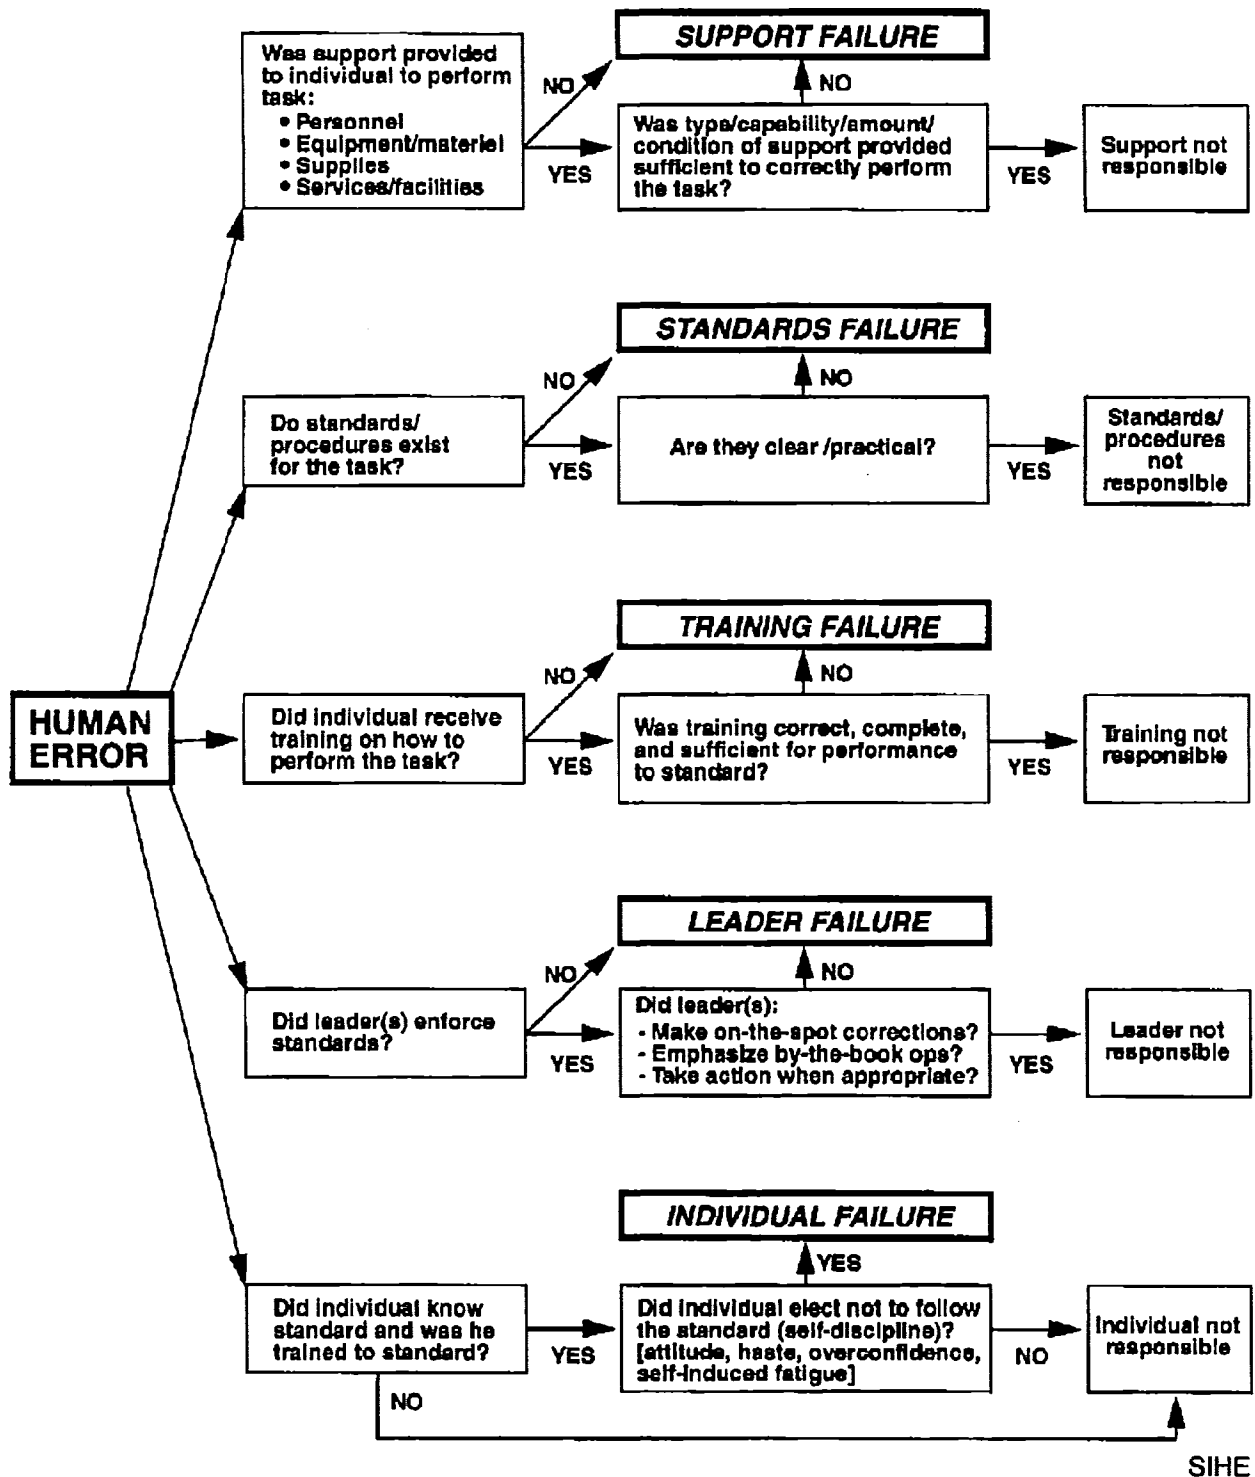 SUPPORT FAILURE
Was support provided
to individual to perform
task:
• Personnel
• Equipment/materiel
• Supplies
• Services/facilities
NO
YES
NO
Was type/capability/amount/
condition of support provided
sufficient to correctly perform
the task?
YES
Support not
responsible
STANDARDS FAILURE
Do standards/
procedures exist
for the task?
NO
YES
NO
Are they clear /practical?
YES
Standards/
procedures
not
responsible
TRAINING FAILURE
HUMAN
ERROR
Did individual receive
training on how to
perform the task?
NO
YES
NO
Was training correct, complete,
and sufficient for performance
to standard?
YES
Training not
responsible
LEADER FAILURE
Did leader(s) enforce
standards?
NO
YES
NO
Did leader(s):
- Make on-the-spot corrections?
- Emphasize by-the-book ops?
- Take action when appropriate?
YES
Leader not
responsible
INDIVIDUAL FAILURE
Did individual know
standard and was he
trained to standard?
YES
YES
Did individual elect not to follow
the standard (self-discipline)?
[attitude, haste, overconfidence,
self-induced fatigue]
NO
Individual not
responsible
NO
SIHE